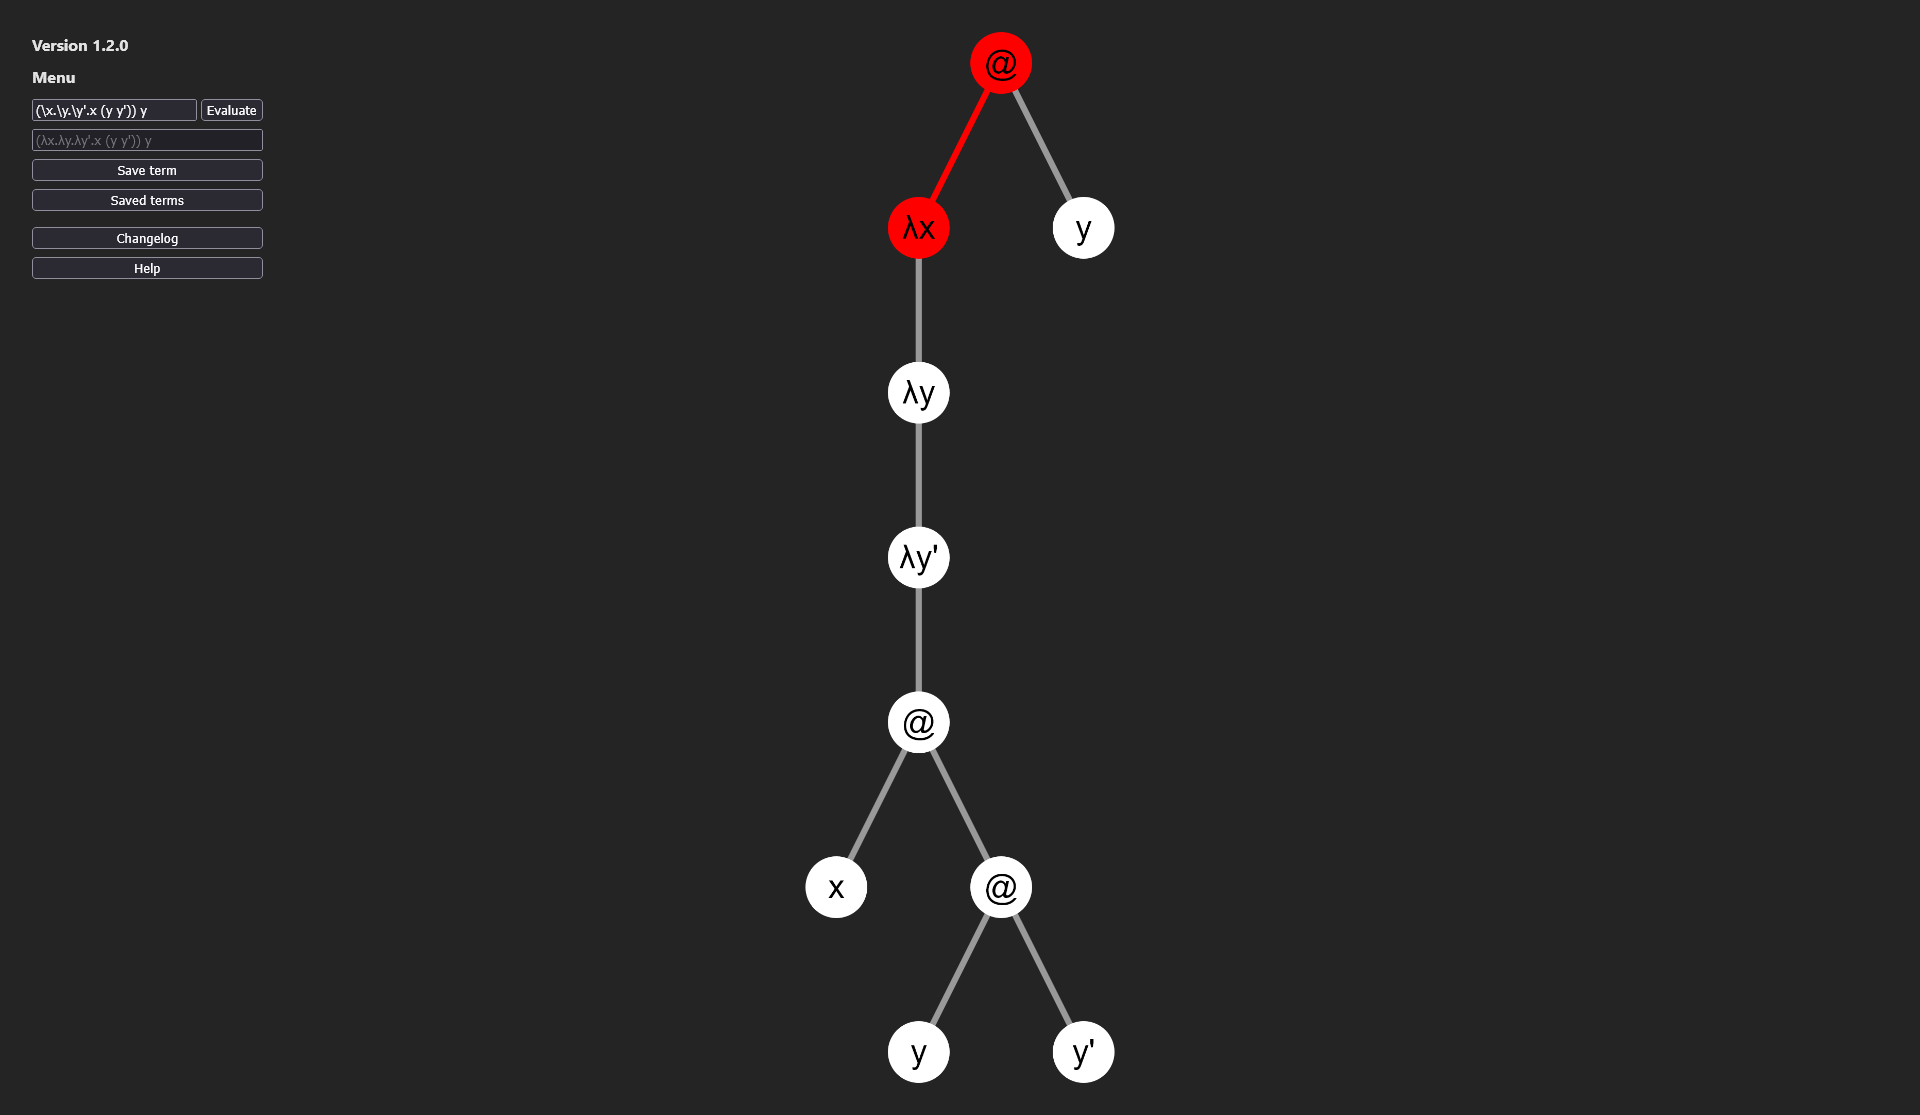 Version 1.2.0
Menu
(\x.\y.\y'.x (y y')) y Evaluate
(λx.λy.λy'.x (y y')) y
Save term
Saved terms
Changelog
Help
@
λx y
λy
λy'
@
x @
y y'